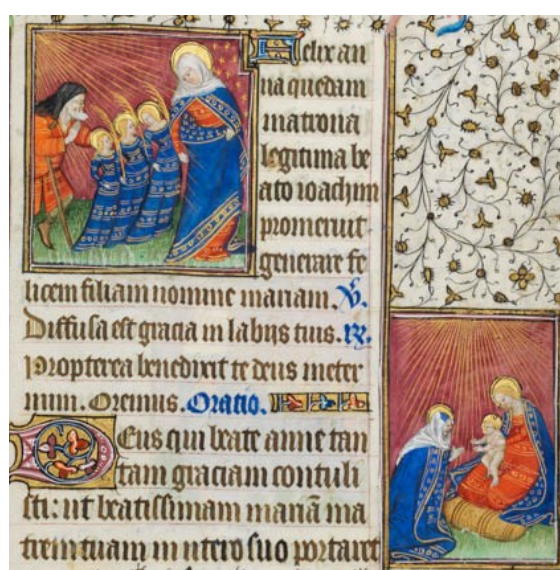 Felix an
na quedam
matrona
legitima be
ato ioachim
promeruit
generare fe
licem filiam nomine mariam. V.
Diffusa est gracia in labijs tuis. R.
Propterea benedixit te deus in eter
num. Oremus. Oratio.
Deus qui beate anne tan
tam graciam contuli
sti: ut beatissimam mariā ma
trem tuam in utero suo portaret